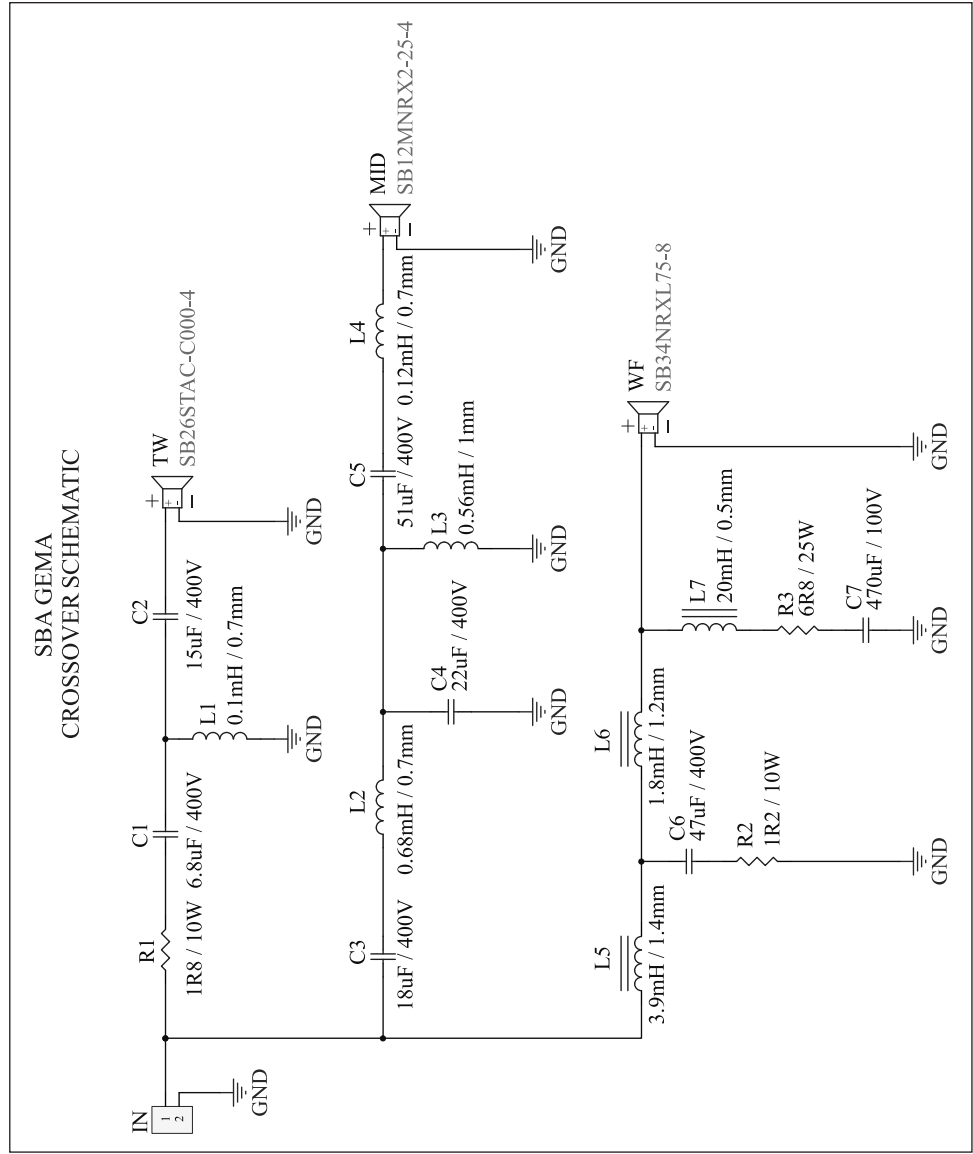 SBA GEMA
CROSSOVER SCHEMATIC
IN
1
2
GND
R1
1R8 / 10W
C1
6.8uF / 400V
L1
0.1mH / 0.7mm
GND
C2
15uF / 400V
+
+
-
TW
SB26STAC-C000-4
GND
C3
18uF / 400V
L2
0.68mH / 0.7mm
C4
22uF / 400V
GND
L3
0.56mH / 1mm
GND
C5
51uF / 400V
L4
0.12mH / 0.7mm
+
+
-
MID
SB12MNRX2-25-4
GND
L5
3.9mH / 1.4mm
C6
47uF / 400V
R2
1R2 / 10W
GND
L6
1.8mH / 1.2mm
L7
20mH / 0.5mm
R3
6R8 / 25W
C7
470uF / 100V
GND
+
+
-
WF
SB34NRXL75-8
GND